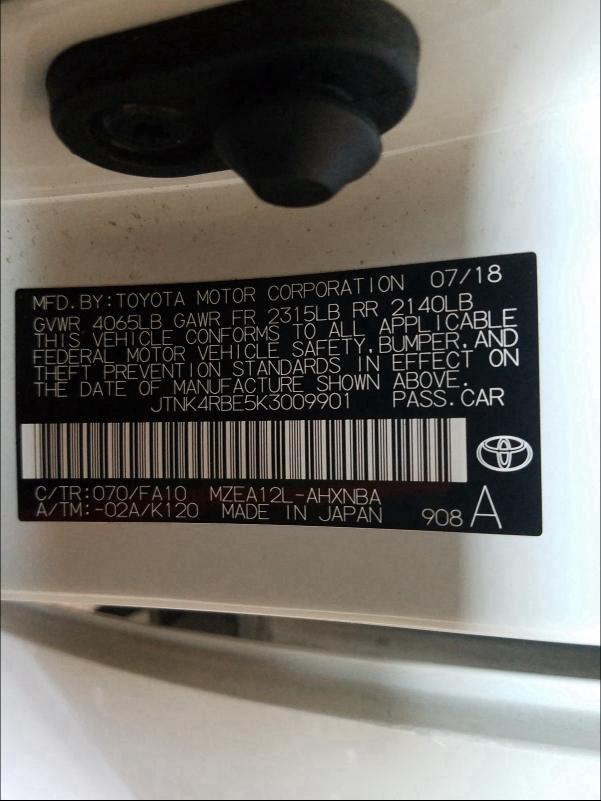 MFD.BY:TOYOTA MOTOR CORPORATION 07/18
GVWR 4065LB GAWR FR 2315LB RR 2140LB
THIS VEHICLE CONFORMS TO ALL APPLICABLE
FEDERAL MOTOR VEHICLE SAFETY,BUMPER,AND
THEFT PREVENTION STANDARDS IN EFFECT ON
THE DATE OF MANUFACTURE SHOWN ABOVE.
JTNK4RBE5K3009901 PASS.CAR
C/TR:070/FA10 MZEA12L-AHXNBA
A/TM:-02A/K120 MADE IN JAPAN 908 A